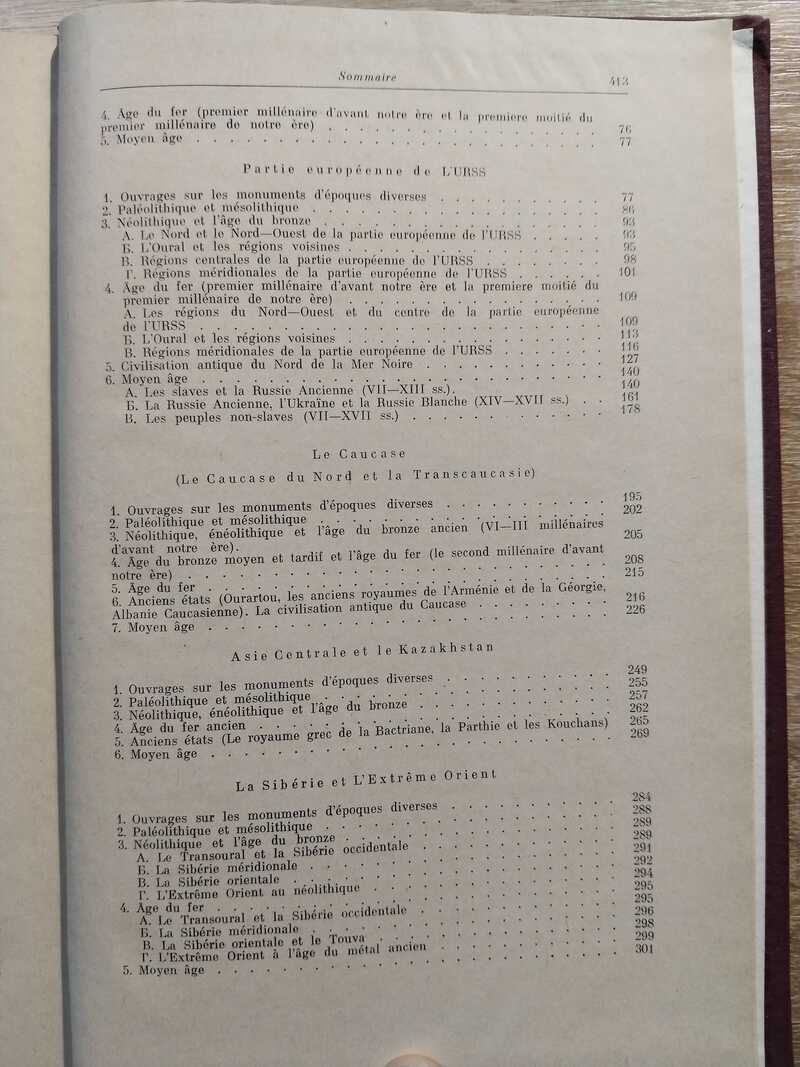 Sommaire 413
4. Age du fer (premier millénaire d'avant notre ère et la premiere moitié du
premier millénaire de notre ère) . . . . . . . . . . . . . . 76
5. Moyen âge . . . . . . . . . . . . . . 77
Partie européenne de L'URSS
1. Ouvrages sur les monuments d'époques diverses . . . . . . . . . . 77
2. Paléolithique et mésolithique . . . . . . . . . . 86
3. Néolithique et l'âge du bronze . . . . . . . . . . 93
А. Le Nord et le Nord—Ouest de la partie européenne de l'URSS . . . . . 93
Б. L'Oural et les régions voisines . . . . . . . . . . 95
В. Régions centrales de la partie européenne de l'URSS . . . . . . . 98
Г. Régions méridionales de la partie européenne de l'URSS . . . . . . 101
4. Âge du fer (premier millénaire d'avant notre ère et la premiere moitié du
premier millénaire de notre ère) . . . . . . . . . . 109
А. Les régions du Nord—Ouest et du centre de la partie européenne
de l'URSS . . . . . . . . . . 109
Б. L'Oural et les régions voisines . . . . . . . . . . 113
В. Régions méridionales de la partie européenne de l'URSS . . . . . . 116
5. Civilisation antique du Nord de la Mer Noire . . . . . . . . . . 127
6. Moyen âge . . . . . . . . . . 140
А. Les slaves et la Russie Ancienne (VII—XIII ss.) . . . . . . . . . . 140
Б. La Russie Ancienne, l'Ukraïne et la Russie Blanche (XIV—XVII ss.) . . 161
В. Les peuples non-slaves (VII—XVII ss.) . . . . . . . . . . 178
Le Caucase
(Le Caucase du Nord et la Transcaucasie)
1. Ouvrages sur les monuments d'époques diverses . . . . . . . . . . 195
2. Paléolithique et mésolithique . . . . . . . . . . 202
3. Néolithique, énéolithique et l'âge du bronze ancien (VI—III millénaires
d'avant notre ère) . . . . . . . . . . 205
4. Âge du bronze moyen et tardif et l'âge du fer (le second millénaire d'avant
notre ère) . . . . . . . . . . 208
5. Âge du fer . . . . . . . . . . 215
6. Anciens états (Ourartou, les anciens royaumes de l'Arménie et de la Géorgie,
Albanie Caucasienne). La civilisation antique du Caucase . . . . . . . . 216
7. Moyen âge . . . . . . . . . . 226
Asie Centrale et le Kazakhstan
1. Ouvrages sur les monuments d'époques diverses . . . . . . . . . . 249
2. Paléolithique et mésolithique . . . . . . . . . . 255
3. Néolithique, énéolithique et l'âge du bronze . . . . . . . . . . 257
4. Âge du fer ancien . . . . . . . . . . 262
5. Anciens états (Le royaume grec de la Bactriane, la Parthie et les Kouchans) 265
6. Moyen âge . . . . . . . . . . 269
La Sibérie et L'Extrême Orient
1. Ouvrages sur les monuments d'époques diverses . . . . . . . . . . 284
2. Paléolithique et mésolithique . . . . . . . . . . 288
3. Néolithique et l'âge du bronze . . . . . . . . . . 289
А. Le Transoural et la Sibérie occidentale . . . . . . . . . . 289
Б. La Sibérie méridionale . . . . . . . . . . 291
В. La Sibérie orientale . . . . . . . . . . 292
Г. L'Extrême Orient au néolithique . . . . . . . . . . 294
4. Âge du fer . . . . . . . . . . 295
А. Le Transoural et la Sibérie occidentale . . . . . . . . . . 295
Б. La Sibérie méridionale . . . . . . . . . . 296
В. La Sibérie orientale et le Touva . . . . . . . . . . 298
Г. L'Extrême Orient à l'âge du métal ancien . . . . . . . . . . 299
5. Moyen âge . . . . . . . . . . 301